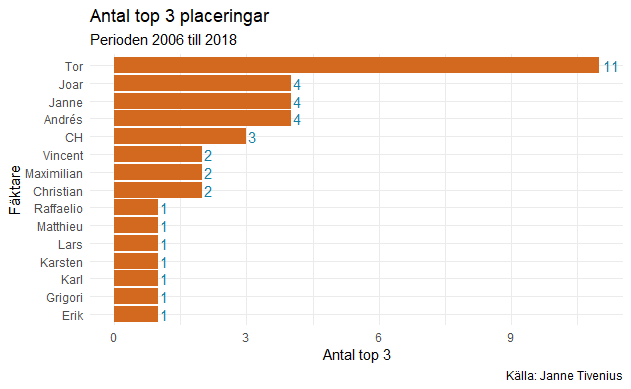 Antal top 3 placeringar
Perioden 2006 till 2018
Fäktare
Tor 11
Joar 4
Janne 4
Andrés 4
CH 3
Vincent 2
Maximilian 2
Christian 2
Raffaelio 1
Matthieu 1
Lars 1
Karsten 1
Karl 1
Grigori 1
Erik 1
0 3 6 9
Antal top 3
Källa: Janne Tivenius